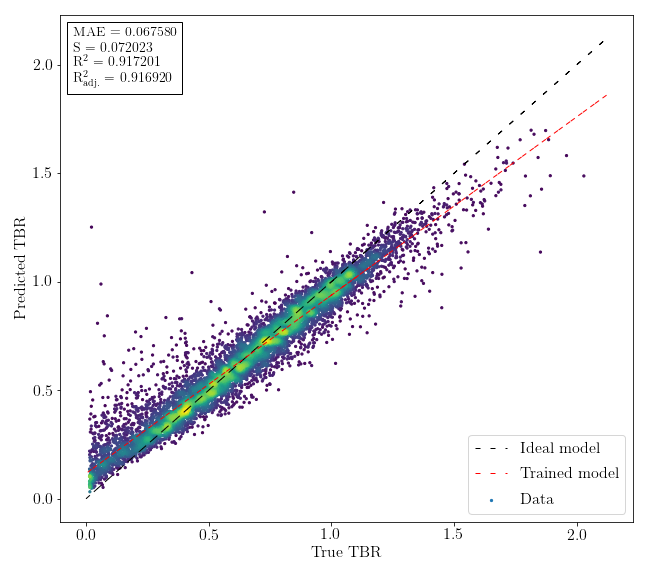 MAE = 0.067580
S = 0.072023
R² = 0.917201
R²adj. = 0.916920
Predicted TBR
2.0
1.5
1.0
0.5
0.0
0.0 0.5 1.0 1.5 2.0
True TBR
Ideal model
Trained model
Data